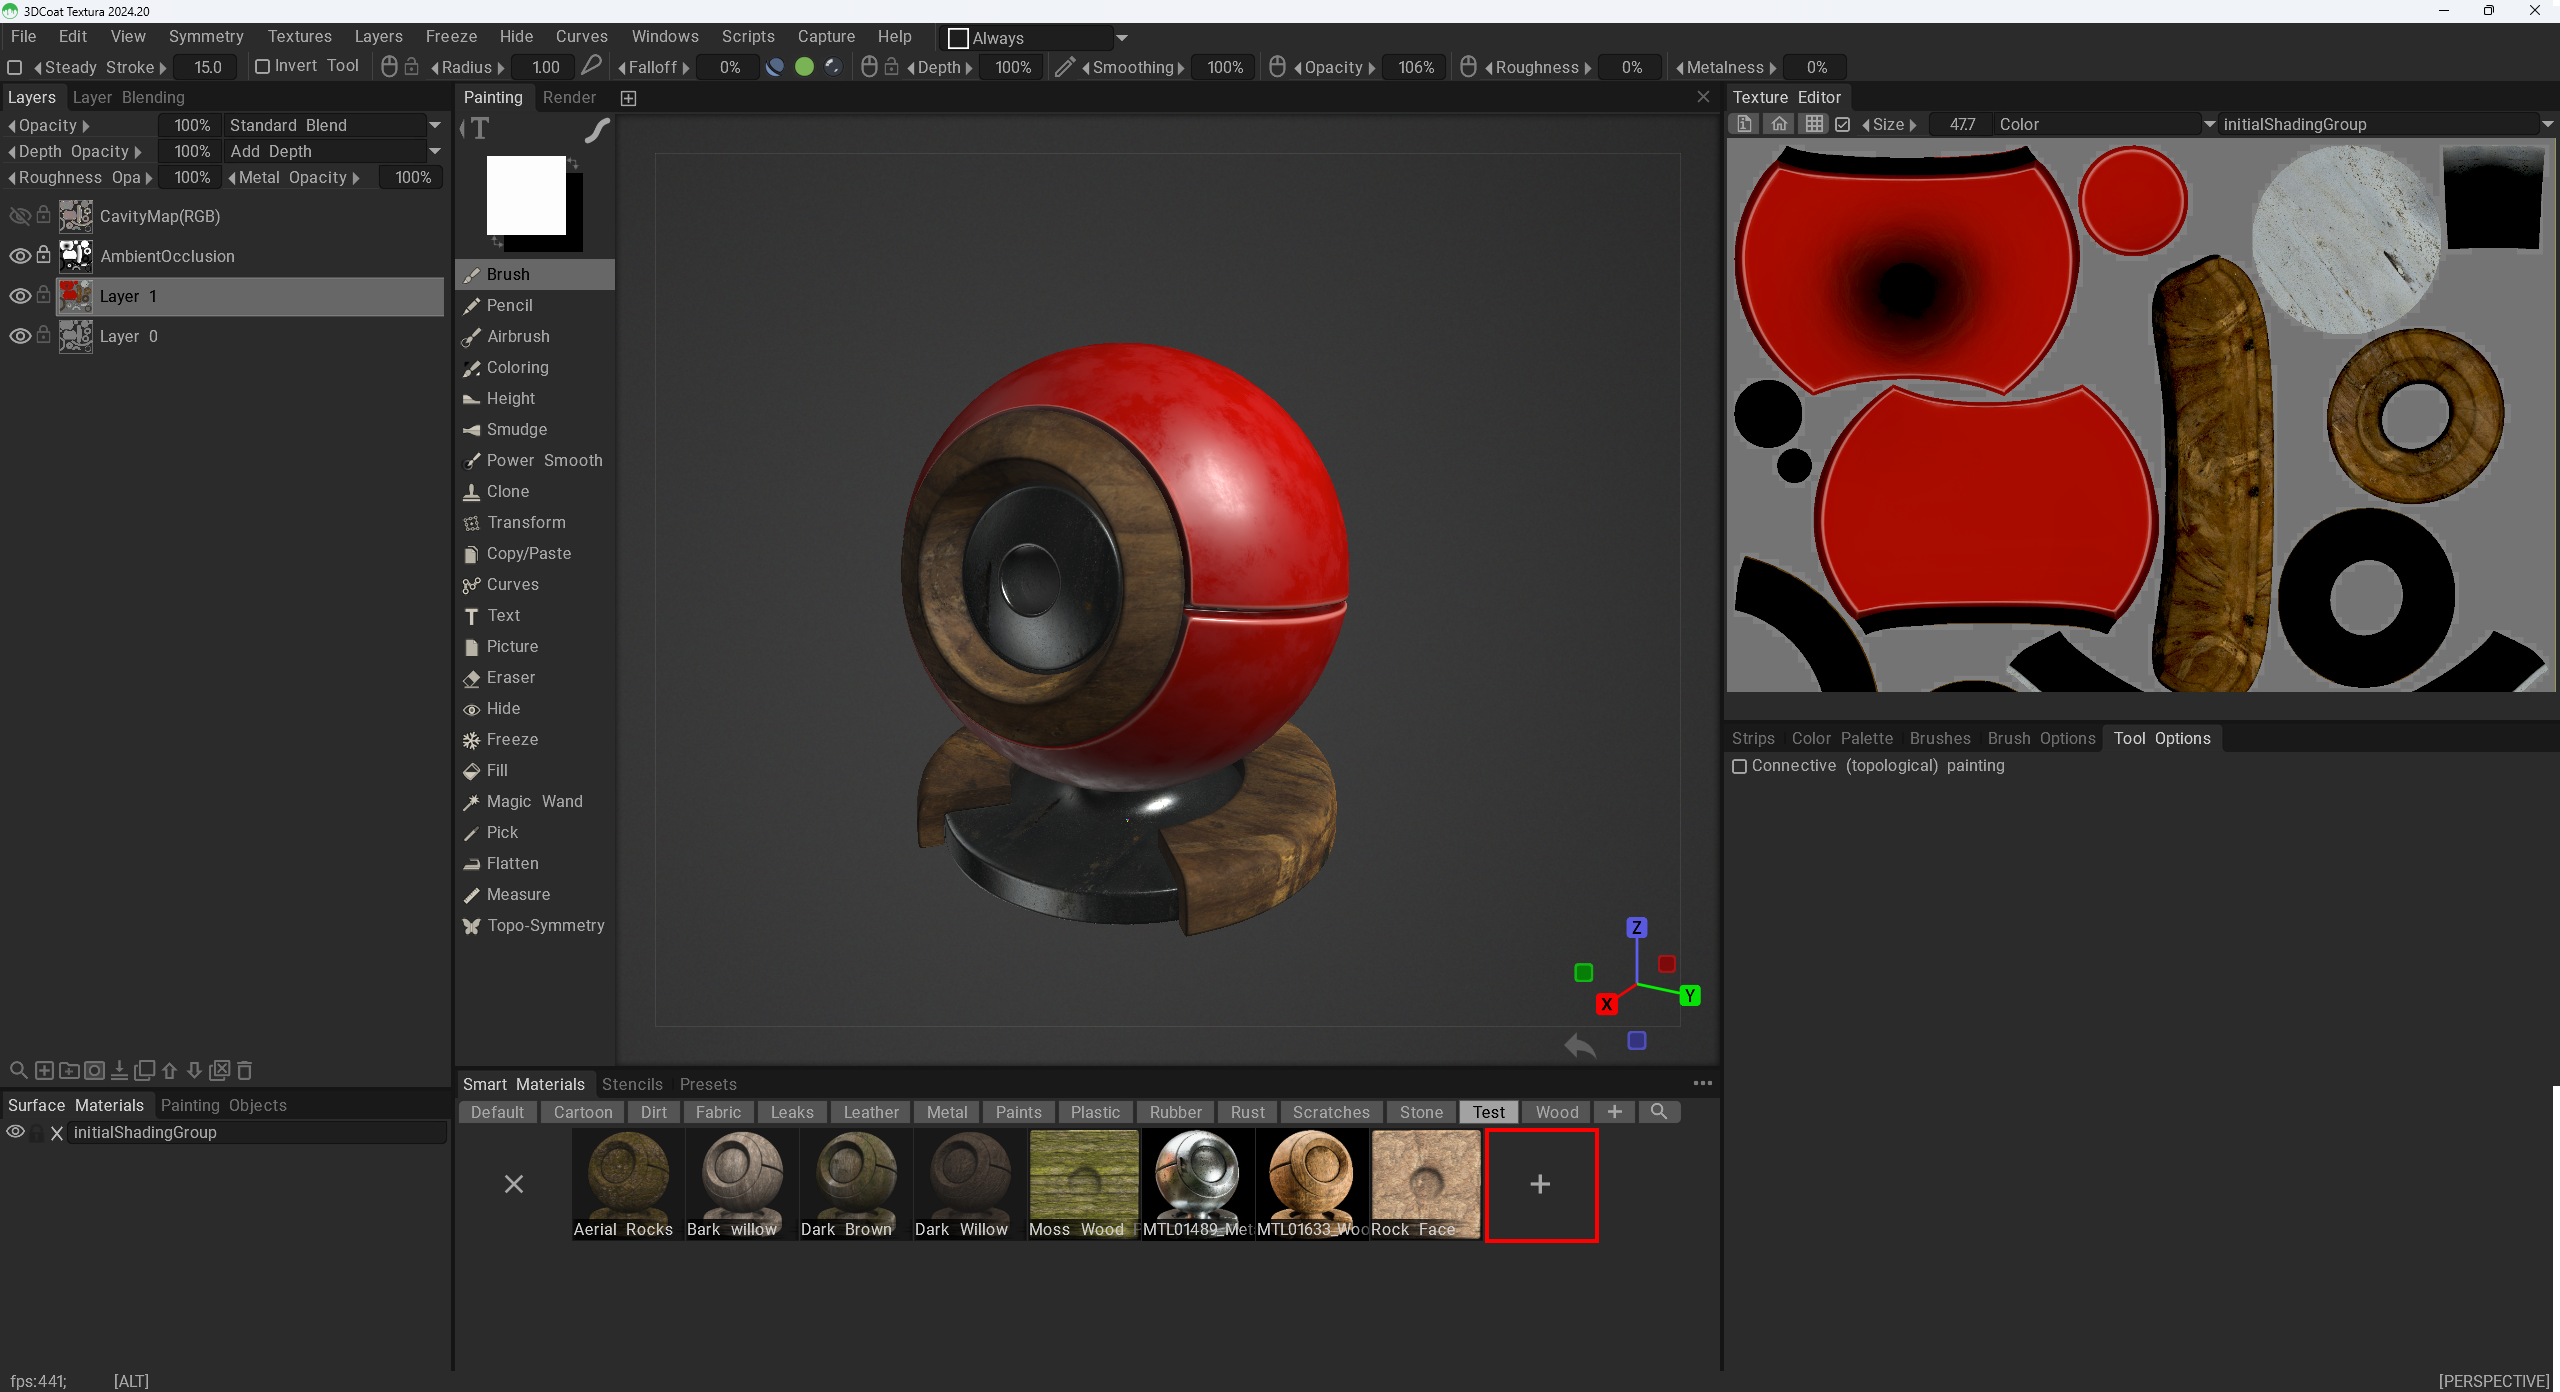 3DCoat Textura 2024.20
File Edit View Symmetry Textures Layers Freeze Hide Curves Windows Scripts Capture Help Always
Steady Stroke 15.0 Invert Tool Radius 1.00 Falloff 0% Depth 100% Smoothing 100% Opacity 106% Roughness 0% Metalness 0%
Layers Layer Blending
Opacity 100% Standard Blend
Depth Opacity 100% Add Depth
Roughness Opa 100% Metal Opacity 100%
CavityMap(RGB)
AmbientOcclusion
Layer 1
Layer 0
Surface Materials Painting Objects
initialShadingGroup
Painting Render
T
Brush
Pencil
Airbrush
Coloring
Height
Smudge
Power Smooth
Clone
Transform
Copy/Paste
Curves
Text
Picture
Eraser
Hide
Freeze
Fill
Magic Wand
Pick
Flatten
Measure
Topo-Symmetry
Z
X
Y
Smart Materials Stencils Presets
Default Cartoon Dirt Fabric Leaks Leather Metal Paints Plastic Rubber Rust Scratches Stone Test Wood
Aerial Rocks Bark willow Dark Brown Dark Willow Moss Wood P MTL01489_Met MTL01633_Woo Rock Face
Texture Editor
Size 47.7 Color initialShadingGroup
Strips Color Palette Brushes Brush Options Tool Options
Connective (topological) painting
fps:441; [ALT]
[PERSPECTIVE]